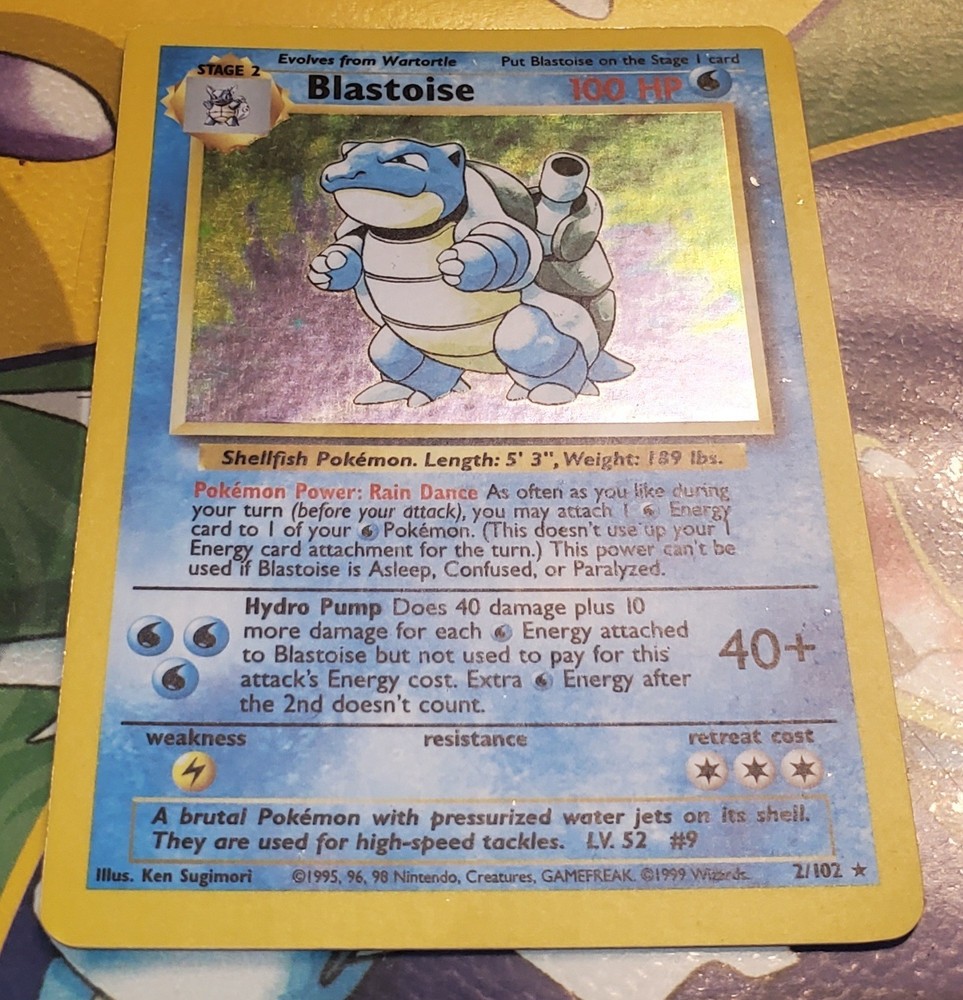 Evolves from Wartortle Put Blastoise on the Stage 1 card
STAGE 2
Blastoise 100 HP
Shellfish Pokémon. Length: 5' 3", Weight: 189 lbs.
Pokémon Power: Rain Dance As often as you like during
your turn (before your attack), you may attach 1 Energy
card to 1 of your Pokémon. (This doesn't use up your 1
Energy card attachment for the turn.) This power can't be
used if Blastoise is Asleep, Confused, or Paralyzed.
Hydro Pump Does 40 damage plus 10
more damage for each Energy attached
to Blastoise but not used to pay for this
attack's Energy cost. Extra Energy after
the 2nd doesn't count.
40+
weakness resistance retreat cost
A brutal Pokémon with pressurized water jets on its shell.
They are used for high-speed tackles. LV. 52 #9
Illus. Ken Sugimori ©1995, 96, 98 Nintendo, Creatures, GAMEFREAK. ©1999 Wizards. 2/102